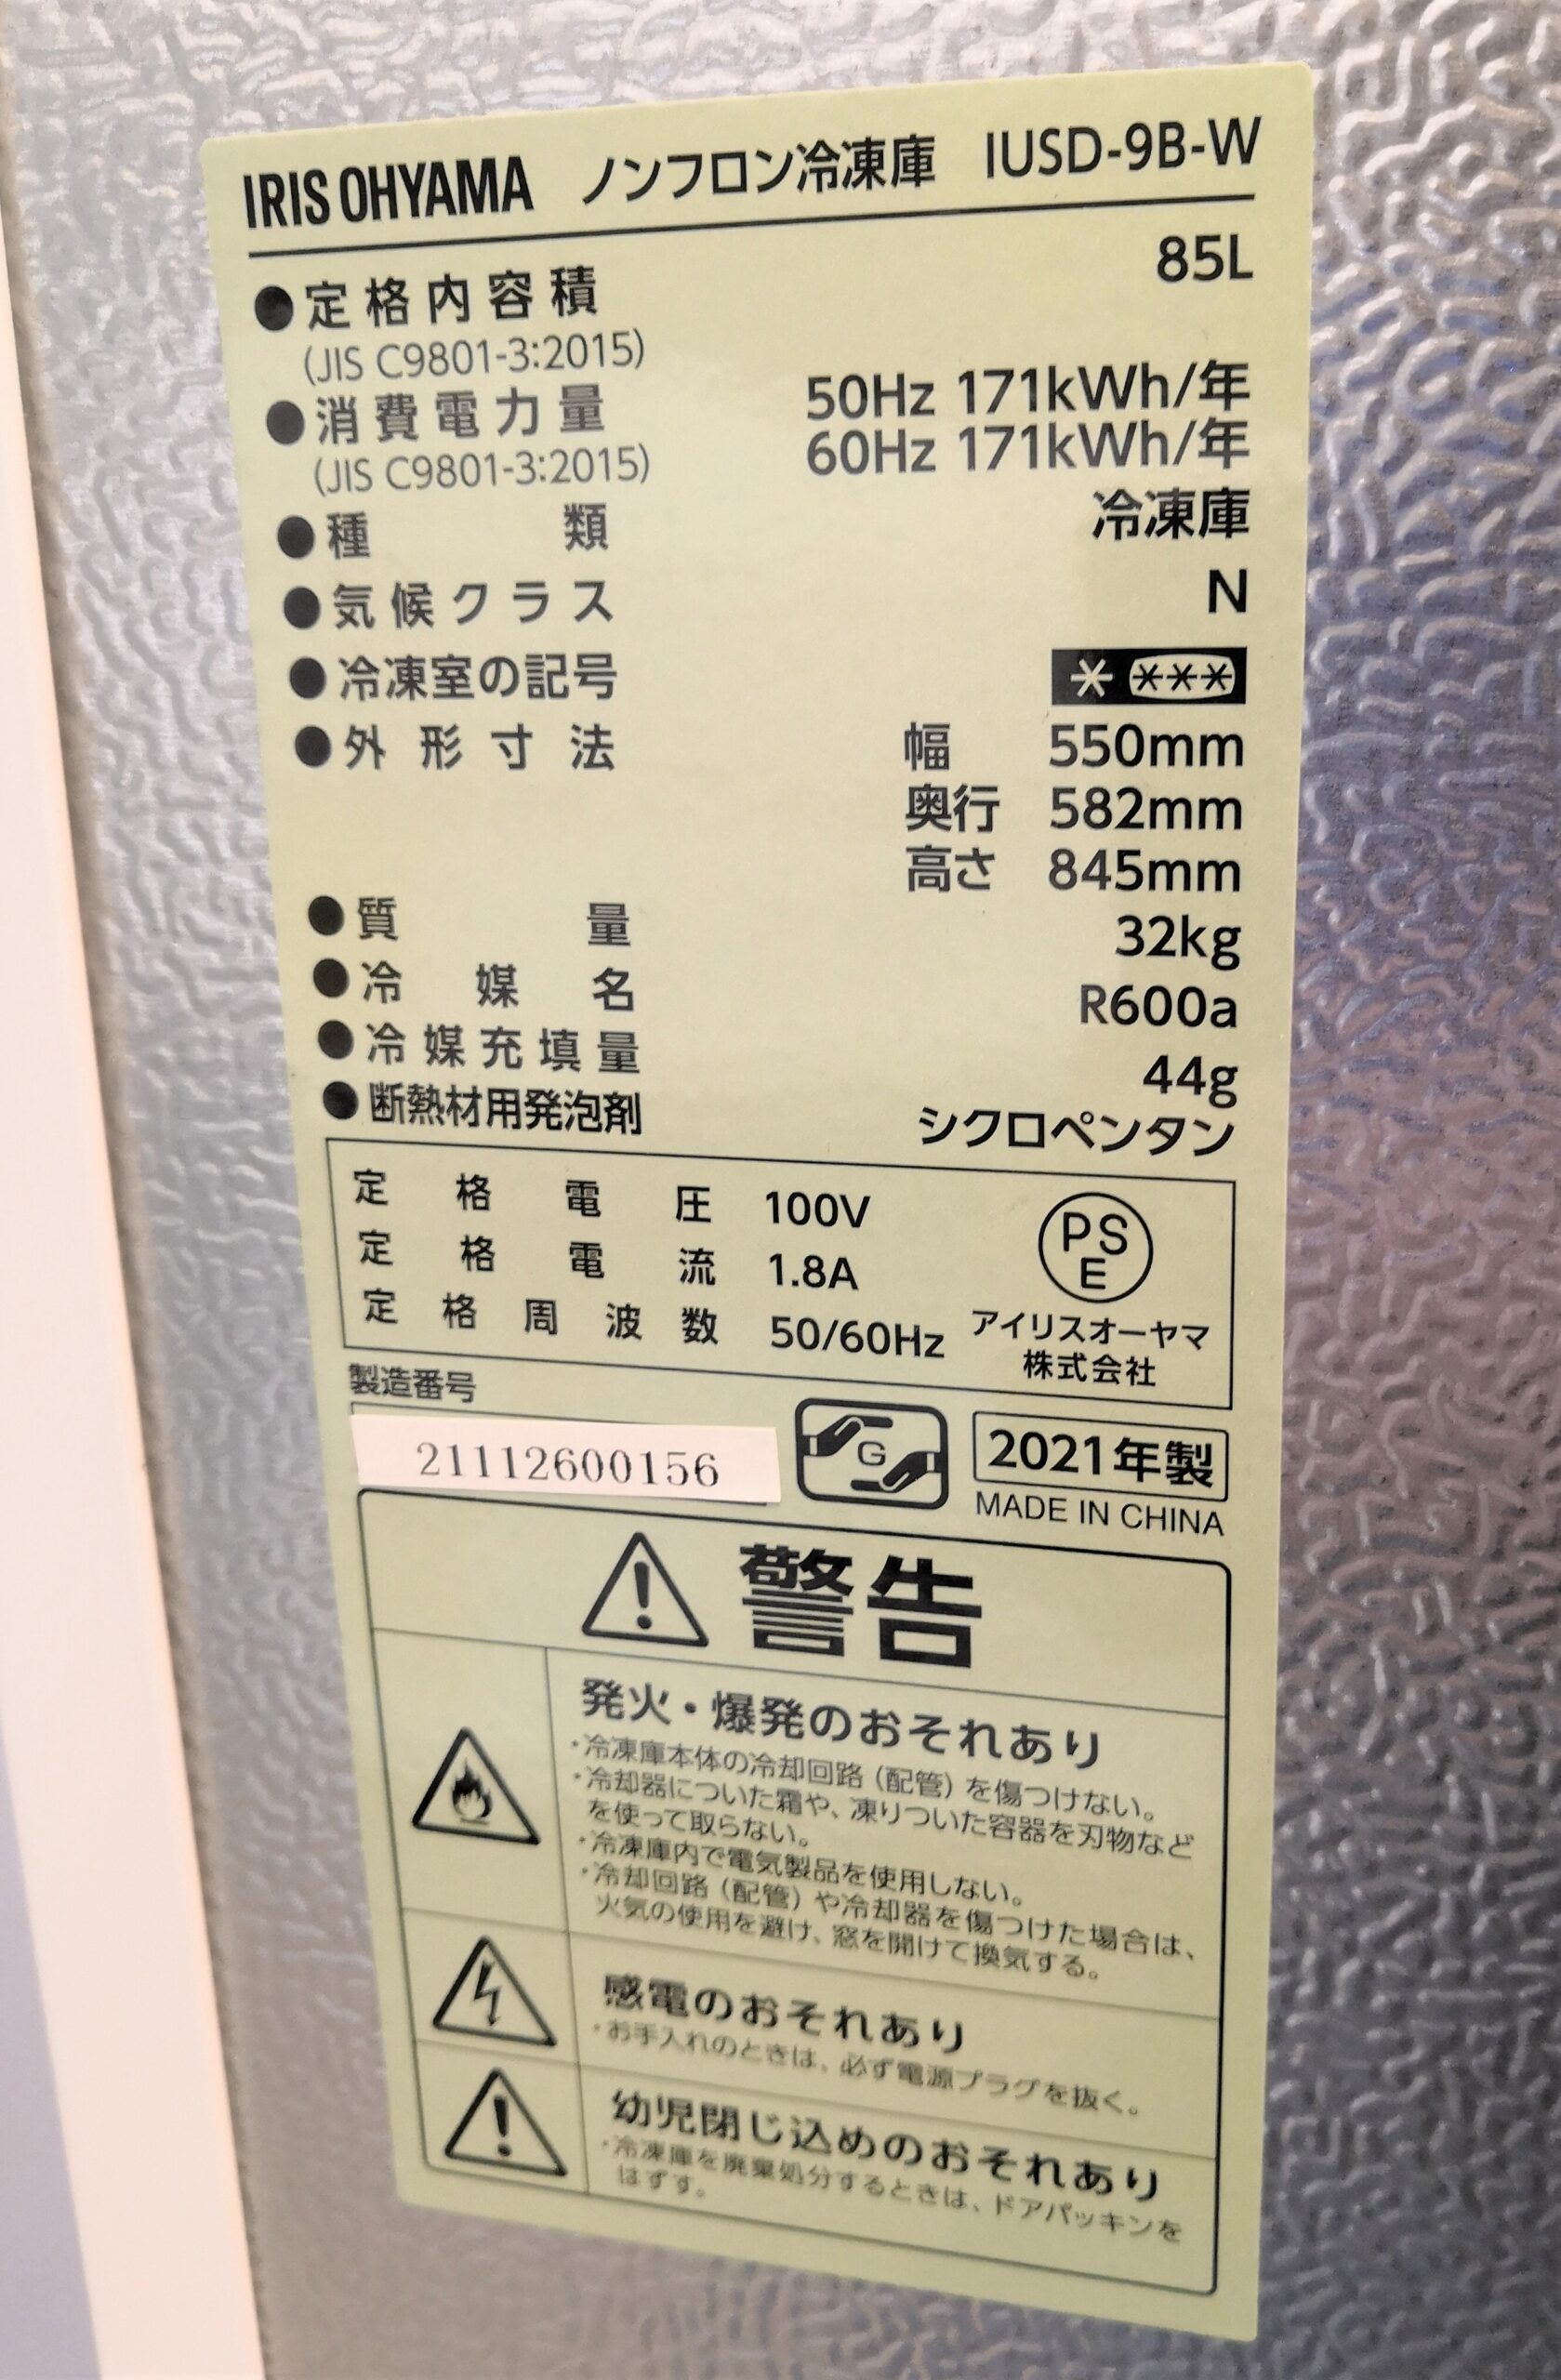 IRIS OHYAMA ノンフロン冷凍庫 IUSD-9B-W
●定格内容積 85L
(JIS C9801-3:2015)
●消費電力量 50Hz 171kWh/年
(JIS C9801-3:2015) 60Hz 171kWh/年
●種類 冷凍庫
●気候クラス N
●冷凍室の記号 * ***
●外形寸法 幅 550mm
奥行 582mm
高さ 845mm
●質量 32kg
●冷媒名 R600a
●冷媒充填量 44g
●断熱材用発泡剤 シクロペンタン
定格電圧 100V
定格電流 1.8A
定格周波数 50/60Hz
PS
E
アイリスオーヤマ
株式会社
製造番号
21112600156
G
2021年製
MADE IN CHINA
警告
発火・爆発のおそれあり
・冷凍庫本体の冷却回路(配管)を傷つけない。
・冷却器についた霜や、凍りついた容器を刃物など
を使って取らない。
・冷凍庫内で電気製品を使用しない。
・冷却回路(配管)や冷却器を傷つけた場合は、
火気の使用を避け、窓を開けて換気する。
感電のおそれあり
・お手入れのときは、必ず電源プラグを抜く。
幼児閉じ込めのおそれあり
・冷凍庫を廃棄処分するときは、ドアパッキンを
はずす。